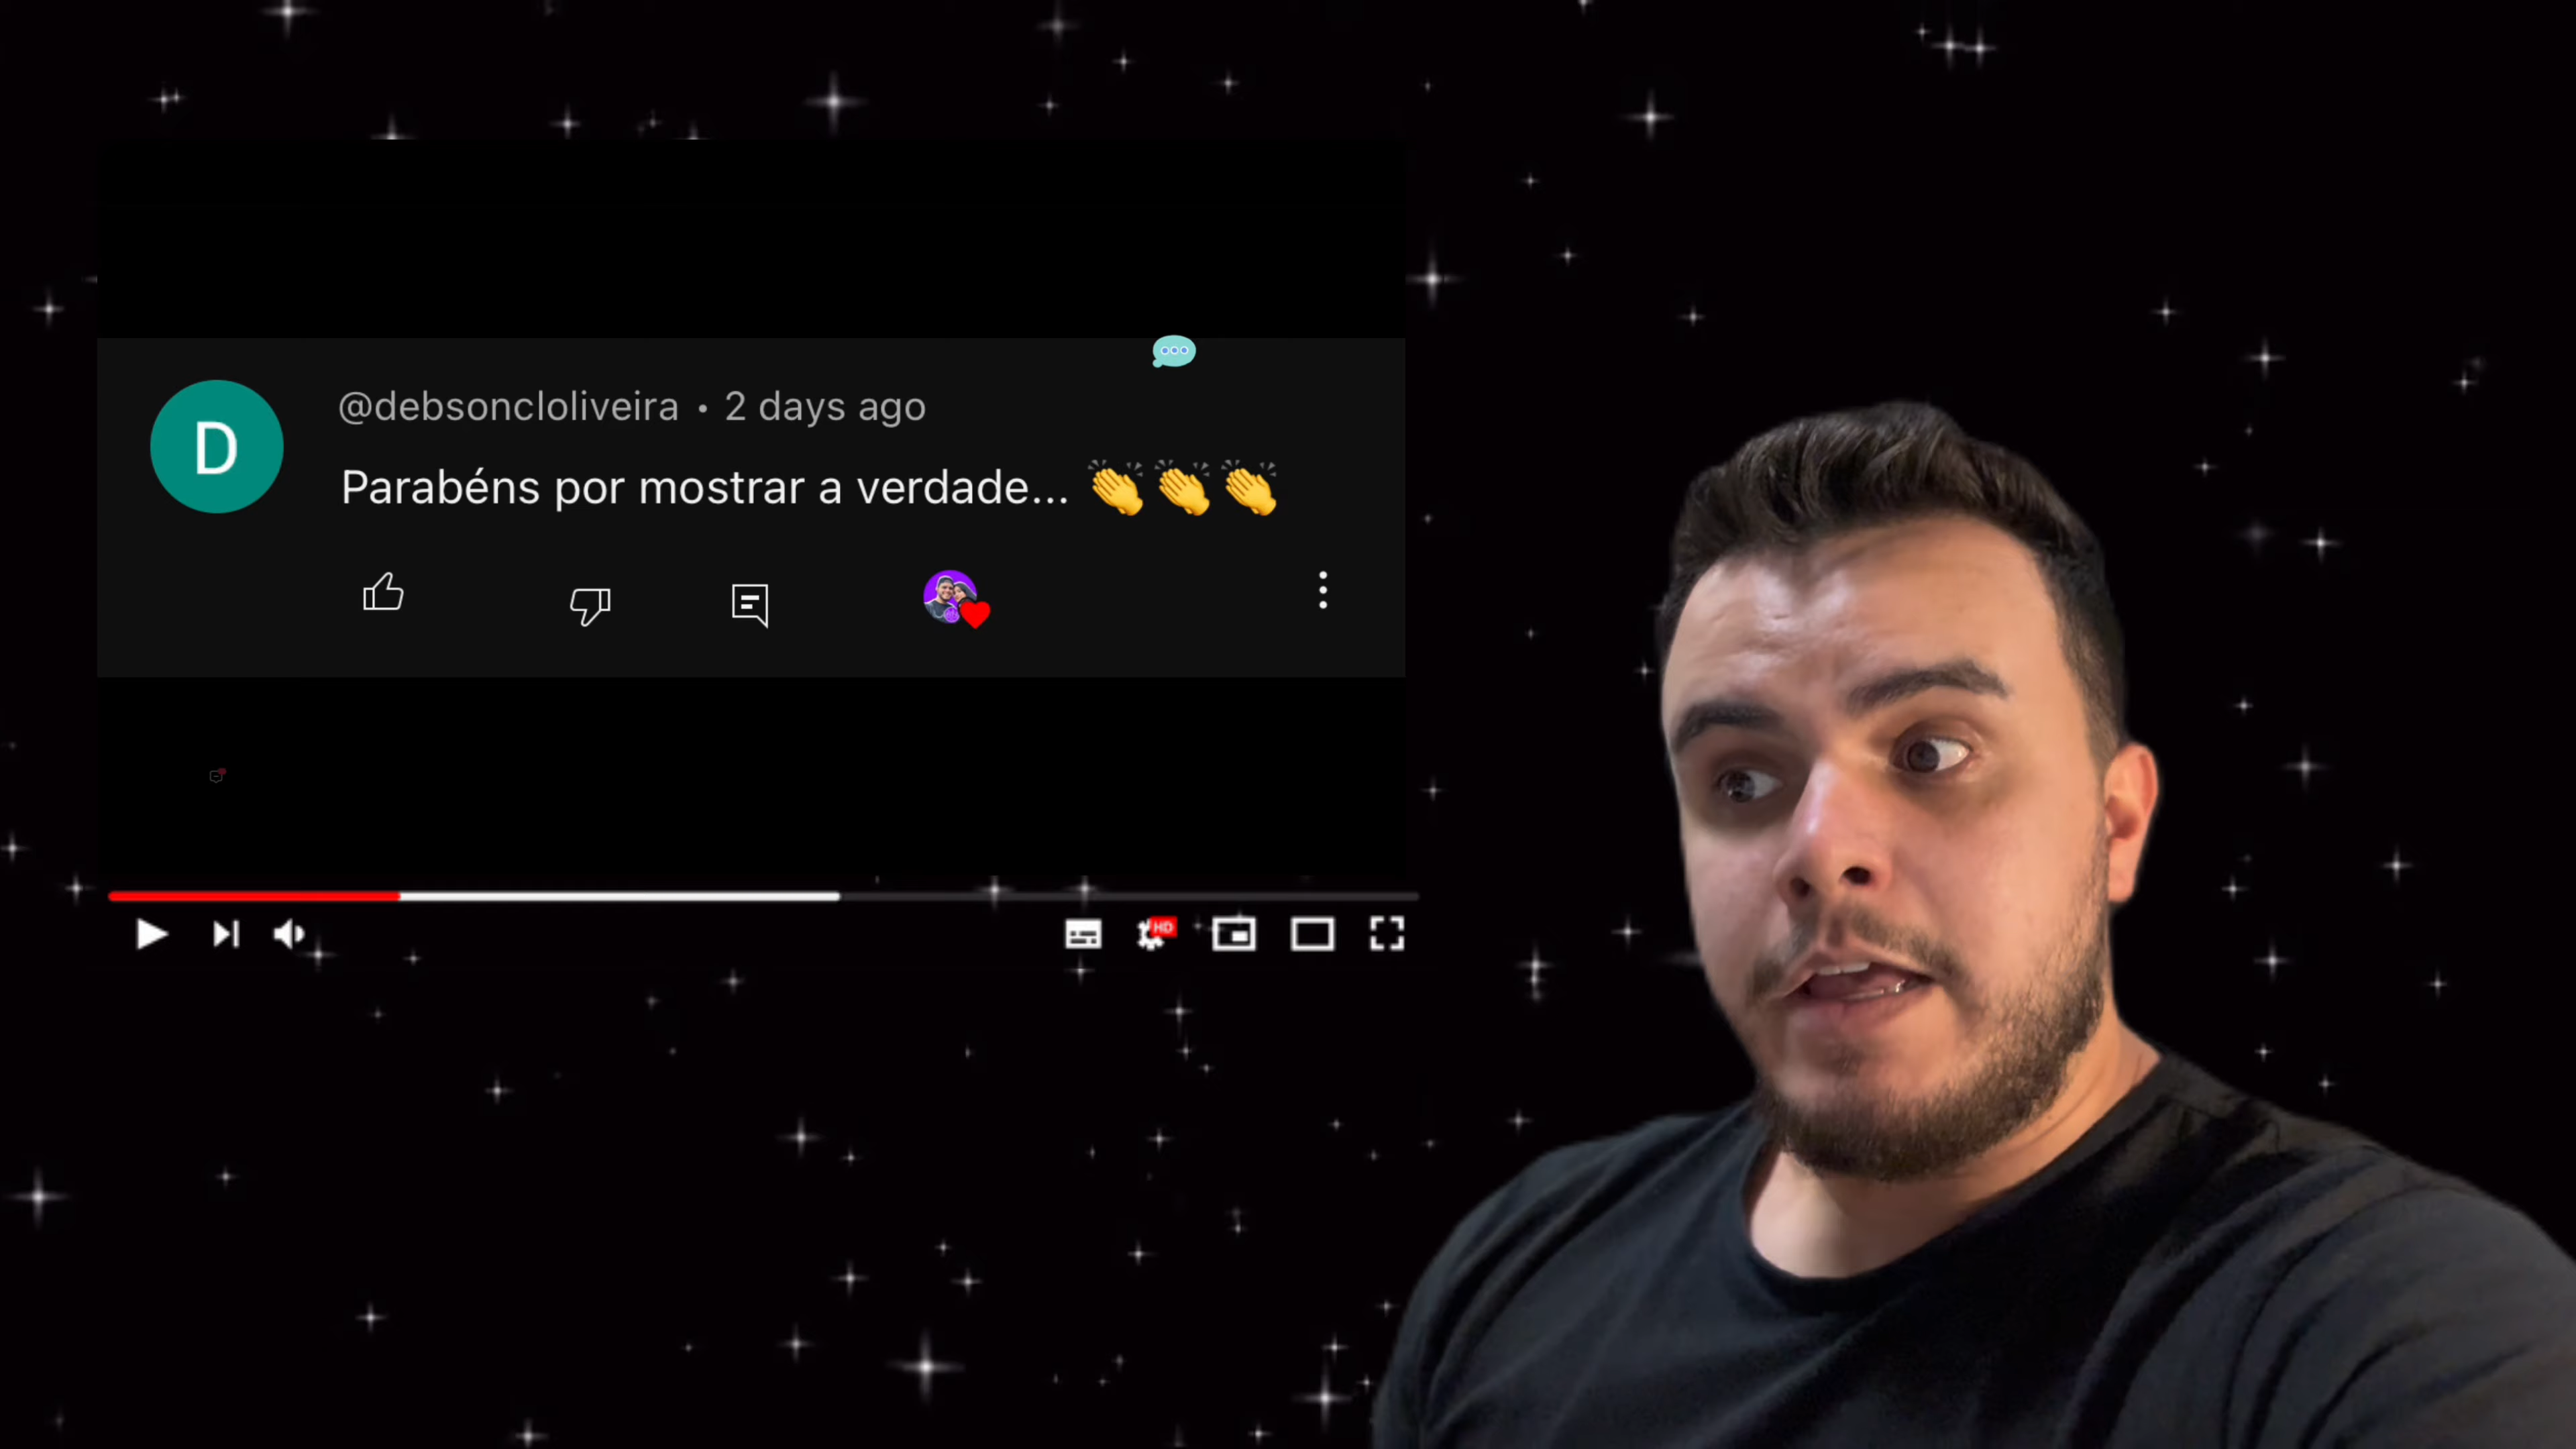 @debsoncloliveira • 2 days ago
D
Parabéns por mostrar a verdade... 👏👏👏
HD